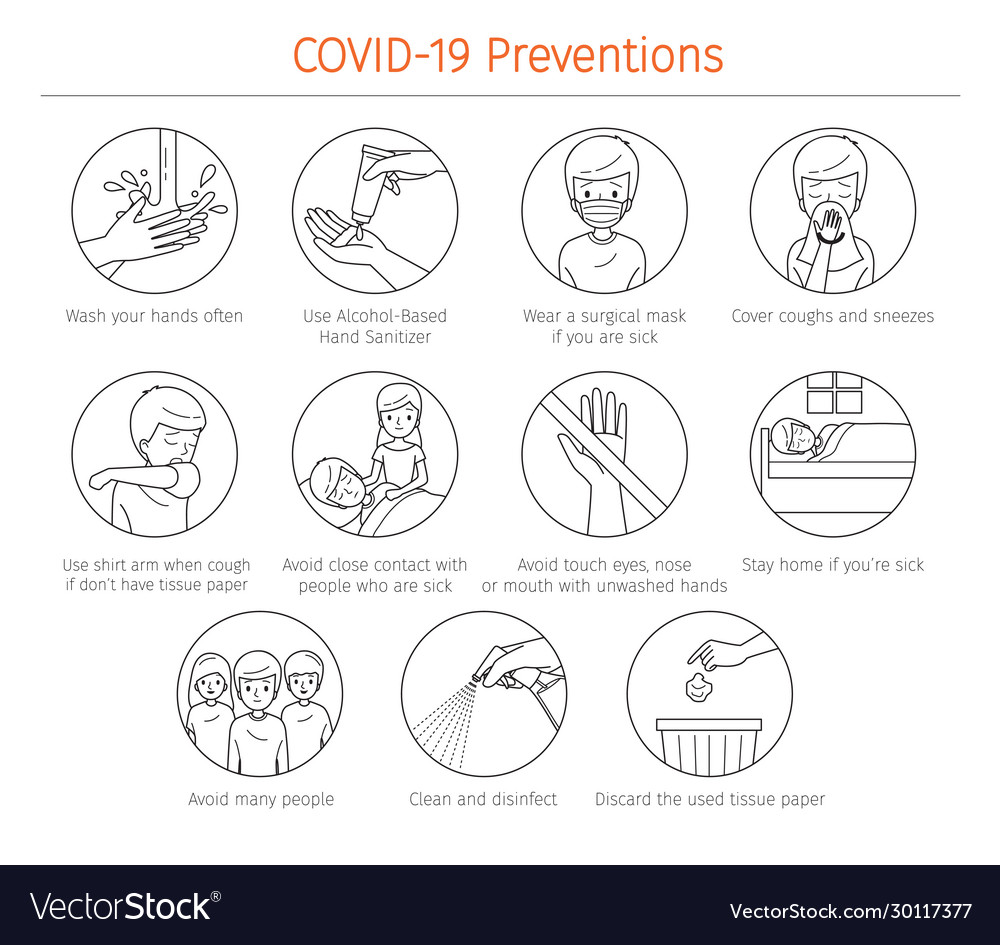 COVID-19 Preventions
Wash your hands often
Use Alcohol-Based
Hand Sanitizer
Wear a surgical mask
if you are sick
Cover coughs and sneezes
Use shirt arm when cough
if don't have tissue paper
Avoid close contact with
people who are sick
Avoid touch eyes, nose
or mouth with unwashed hands
Stay home if you're sick
Avoid many people
Clean and disinfect
Discard the used tissue paper
VectorStock®
VectorStock.com/30117377